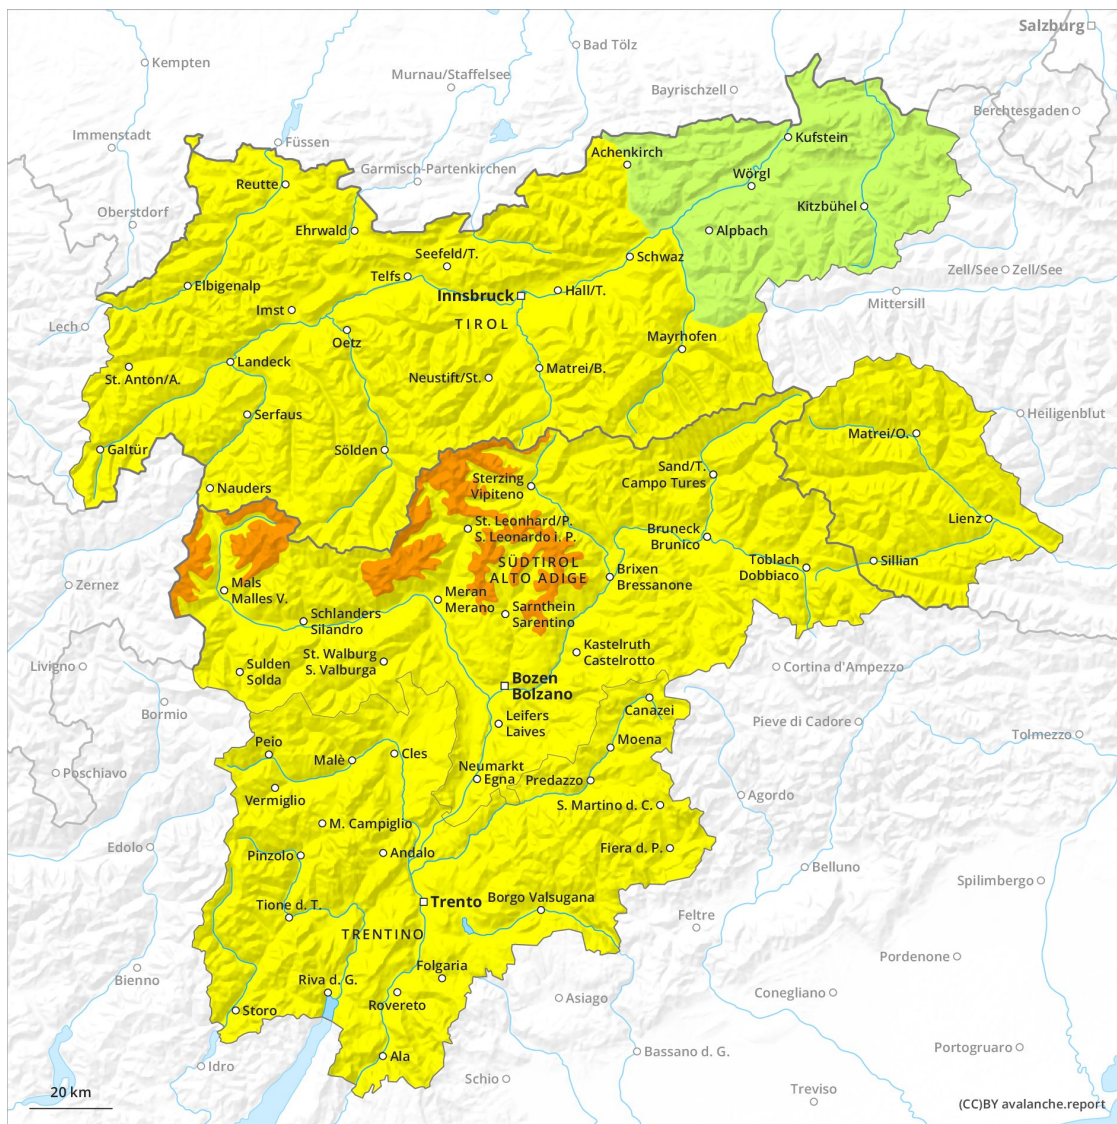 Salzburg
Bad Tölz
Kempten
Murnau/Staffelsee
Bayrischzell
Berchtesgaden
Immenstadt
Füssen
Kufstein
Achenkirch
Garmisch-Partenkirchen
Wörgl
Reutte
Kitzbühel
Oberstdorf
Ehrwald
Alpbach
Seefeld/T.
Schwaz
Zell/See
Zell/See
Telfs
Elbigenalp
Hall/T.
Innsbruck
Mittersill
Imst
TIROL
Lech
Oetz
Mayrhofen
Landeck
Matrei/B.
St. Anton/A.
Neustift/St.
Serfaus
Heiligenblut
Matrei/O.
Galtür
Sölden
Sand/T.
Campo Tures
Sterzing
Vipiteno
Nauders
Lienz
St. Leonhard/P.
S. Leonardo i. P.
Bruneck
Brunico
Toblach
Dobbiaco
Sillian
SÜDTIROL
ALTO ADIGE
Brixen
Bressanone
Zernez
Mals
Malles V.
Meran
Merano
Sarnthein
Sarentino
Schlanders
Silandro
Kastelruth
Castelrotto
St. Walburg
S. Valburga
Livigno
Sulden
Solda
Cortina d'Ampezzo
Bozen
Bolzano
Canazei
Bormio
Leifers
Laives
Pieve di Cadore
Tolmezzo
Peio
Moena
Cles
Malè
Poschiavo
Neumarkt
Egna
Predazzo
Vermiglio
Agordo
S. Martino d. C.
M. Campiglio
Edolo
Fiera d. P.
Pinzolo
Andalo
Belluno
Spilimbergo
Borgo Valsugana
Trento
Tione d. T.
Feltre
TRENTINO
Pordenone
Folgaria
Bienno
Riva d. G.
Conegliano
Rovereto
Asiago
Storo
Portogruaro
Bassano d. G.
Ala
Idro
Schio
Treviso
20 km
(CC)BY avalanche.report